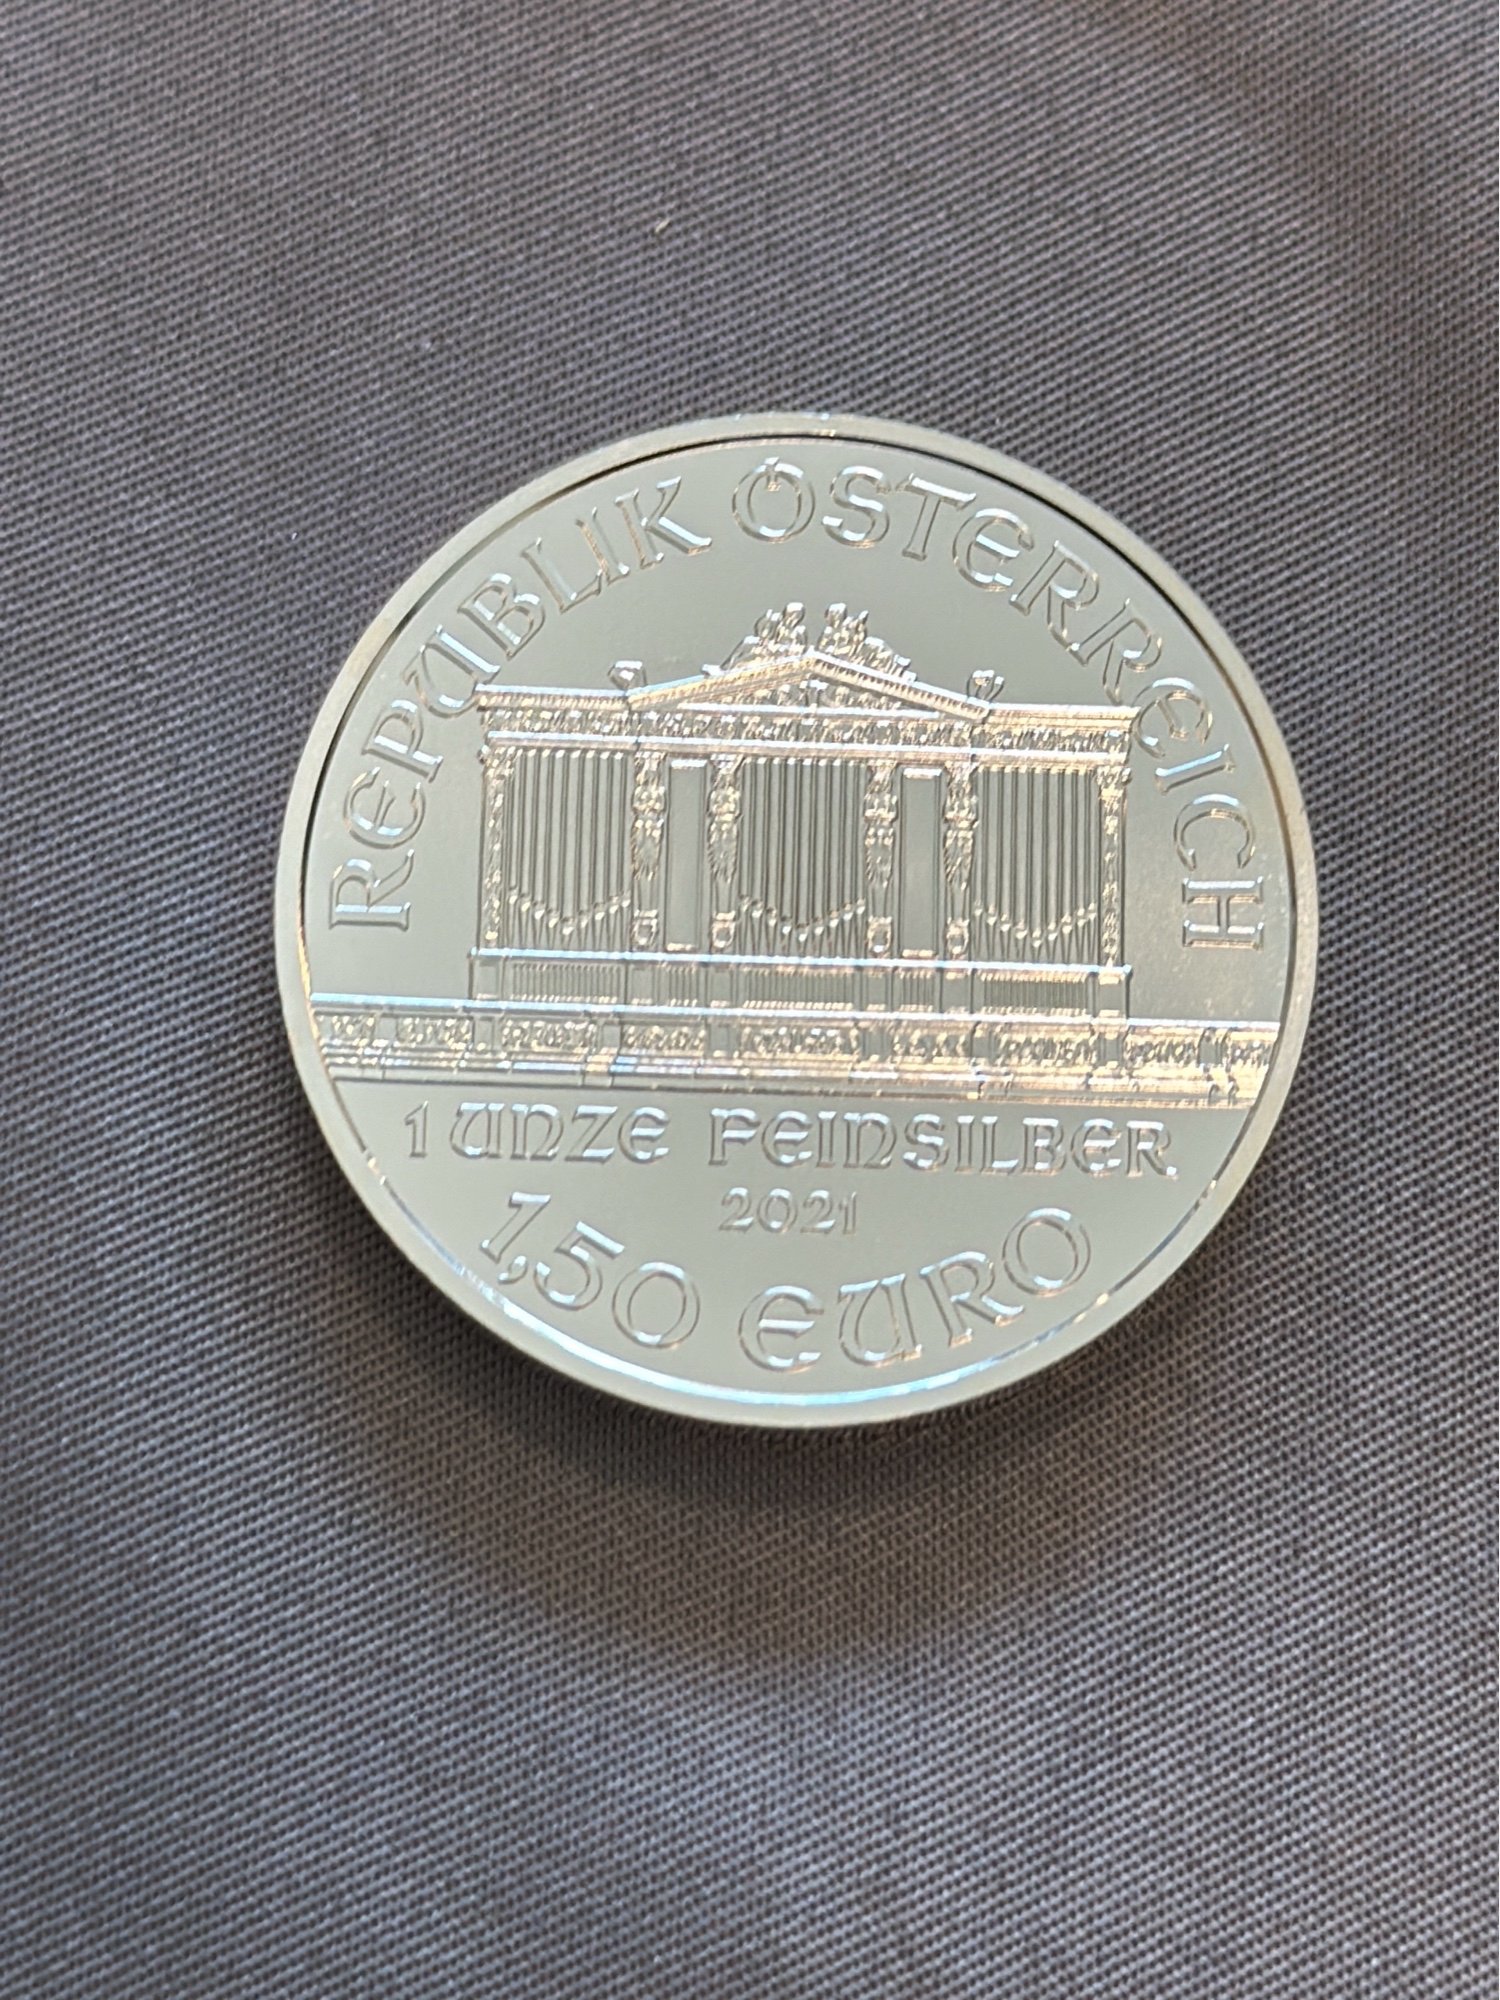 REPUBLIK ÖSTERREICH
1 UNZE FEINSILBER
2021
1,50 EURO